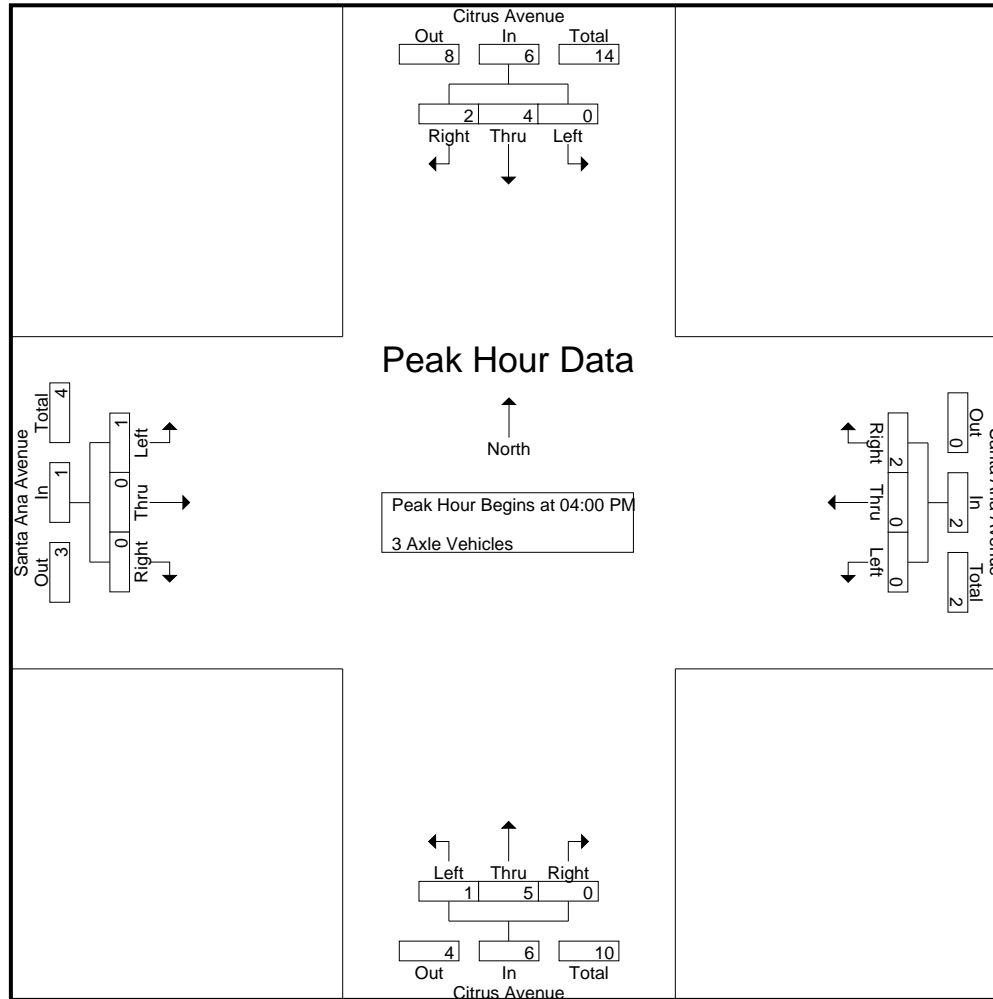 Citrus Avenue
Out In Total
8 6 14
2 4 0
Right Thru Left
Peak Hour Data
North
Peak Hour Begins at 04:00 PM
3 Axle Vehicles
Santa Ana Avenue
Total In Out
4 1 3
1 0 0
Left Thru Right
Out In Total
0 2 2
2 0 0
Right Thru Left
Left Thru Right
1 5 0
4 6 10
Out In Total
Citrus Avenue